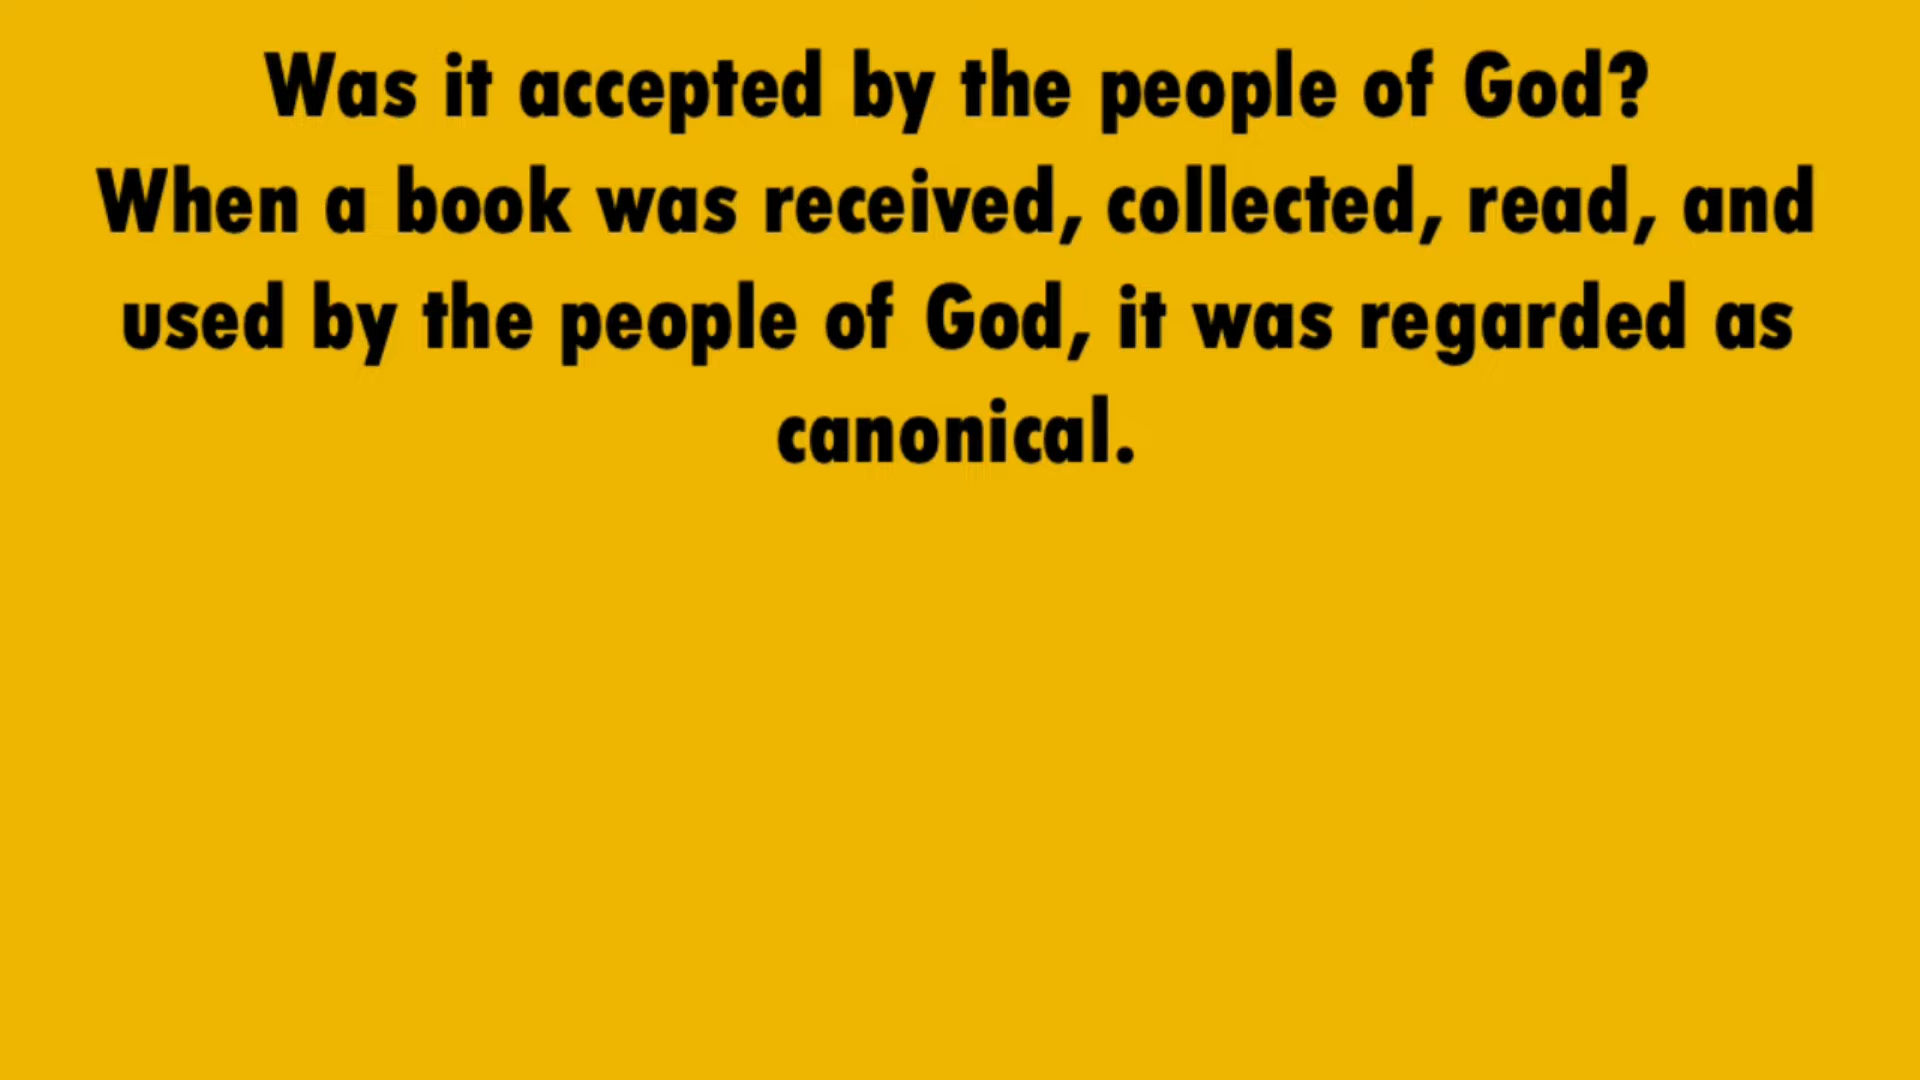 Was it accepted by the people of God?
When a book was received, collected, read, and
used by the people of God, it was regarded as
canonical.